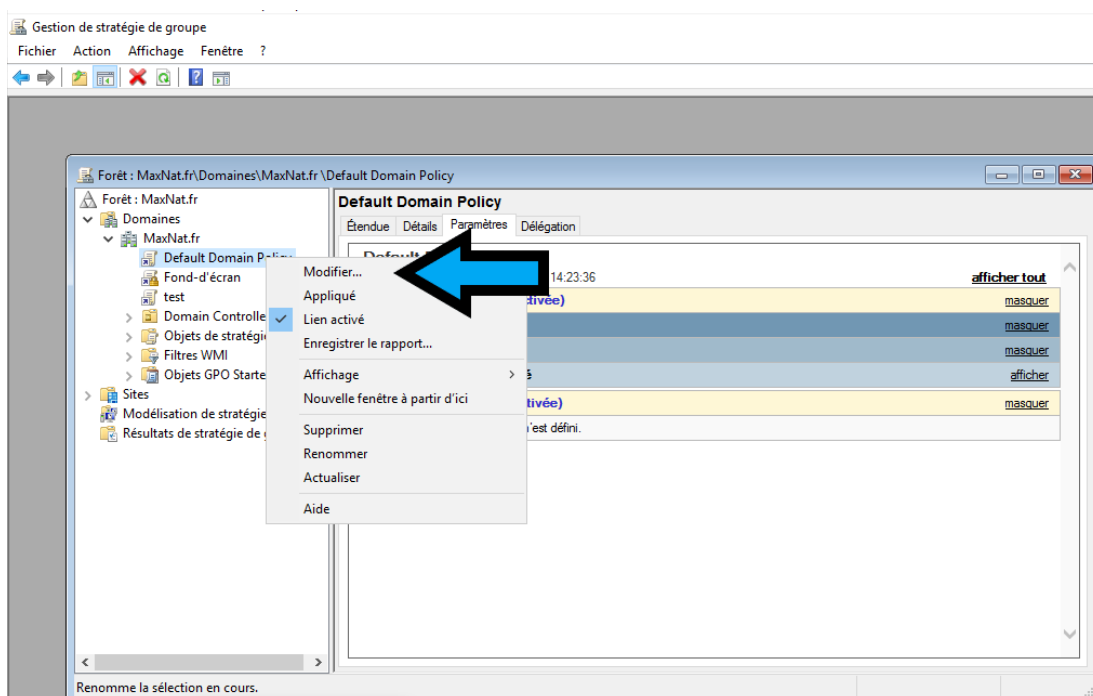 Gestion de stratégie de groupe
Fichier Action Affichage Fenêtre ?
Forêt : MaxNat.fr\Domaines\MaxNat.fr\Default Domain Policy
Forêt : MaxNat.fr
Domaines
MaxNat.fr
Default Domain
Fond-d'écran
test
Domain Controlle
Objets de stratégi
Filtres WMI
Objets GPO Starte
Sites
Modélisation de stratégie
Résultats de stratégie de
Default Domain Policy
Étendue Détails Paramètres Délégation
14:23:36 afficher tout
masquer
masquer
masquer
afficher
tivée) masquer
n'est défini.
Modifier...
Appliqué
Lien activé
Enregistrer le rapport...
Affichage >
Nouvelle fenêtre à partir d'ici
Supprimer
Renommer
Actualiser
Aide
Renomme la sélection en cours.